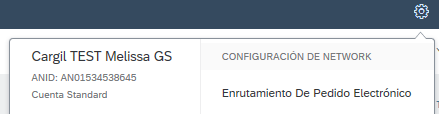 Cargil TEST Melissa GS
ANID: AN01534538645
Cuenta Standard
CONFIGURACIÓN DE NETWORK
Enrutamiento De Pedido Electrónico